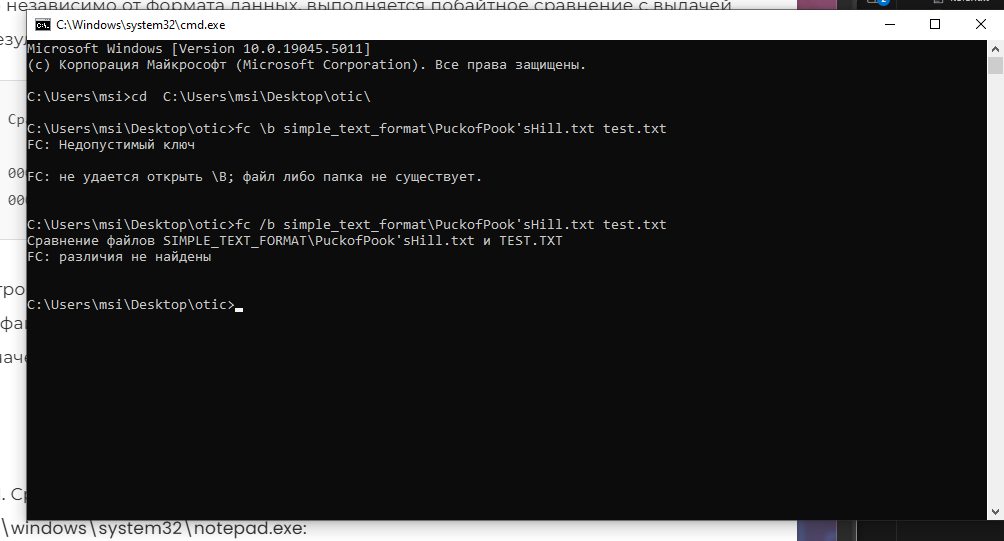 независимо от формата данных, выполняется побайтное сравнение с выдачей
C:\Windows\system32\cmd.exe
Microsoft Windows [Version 10.0.19045.5011]
(c) Корпорация Майкрософт (Microsoft Corporation). Все права защищены.
C:\Users\msi>cd  C:\Users\msi\Desktop\otic\
C:\Users\msi\Desktop\otic>fc \b simple_text_format\PuckofPook'sHill.txt test.txt
FC: Недопустимый ключ
FC: не удается открыть \B; файл либо папка не существует.
C:\Users\msi\Desktop\otic>fc /b simple_text_format\PuckofPook'sHill.txt test.txt
Сравнение файлов SIMPLE_TEXT_FORMAT\PuckofPook'sHill.txt и TEST.TXT
FC: различия не найдены
C:\Users\msi\Desktop\otic>
\windows\system32\notepad.exe: